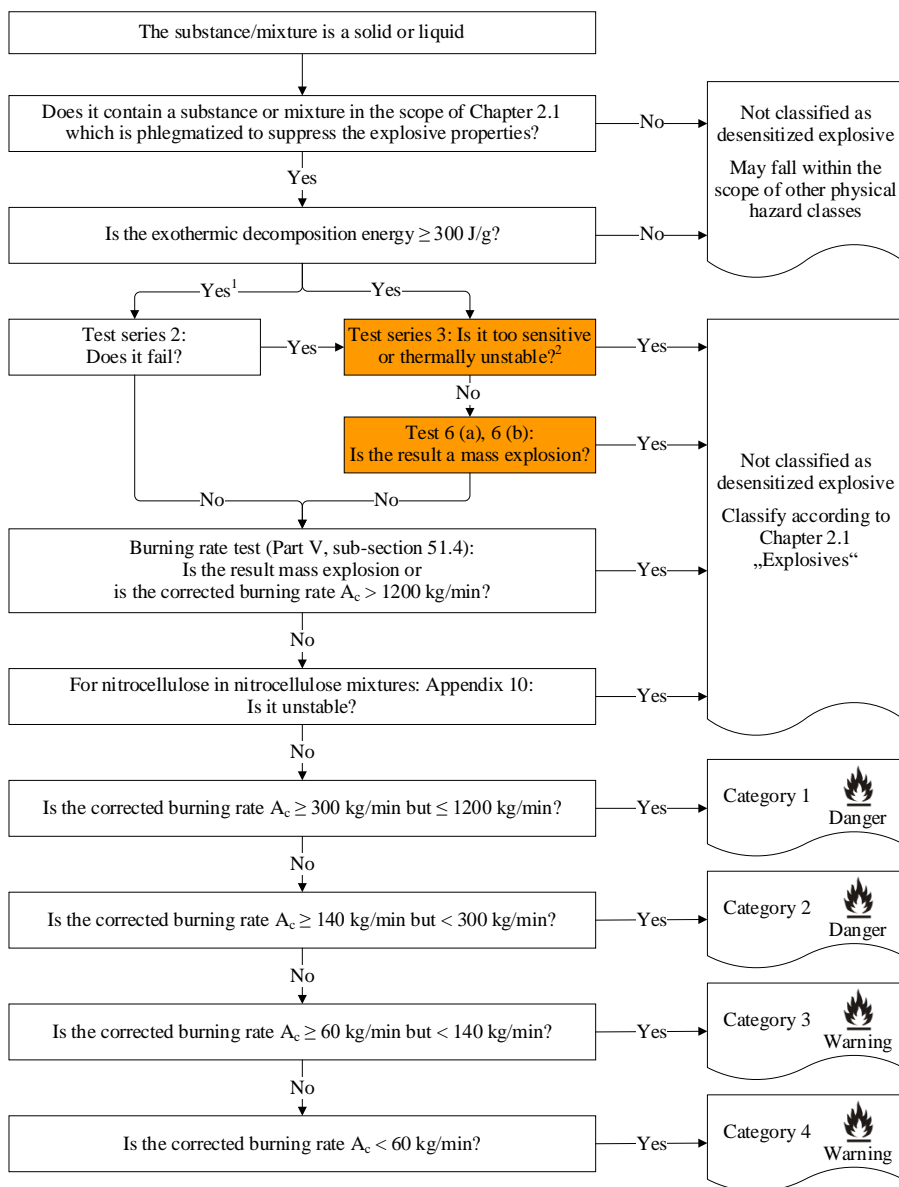 The substance/mixture is a solid or liquid
Does it contain a substance or mixture in the scope of Chapter 2.1
which is phlegmatized to suppress the explosive properties?
No
Not classified as
desensitized explosive
May fall within the
scope of other physical
hazard classes
Yes
Is the exothermic decomposition energy ≥ 300 J/g?
No
Yes¹
Yes
Test series 2:
Does it fail?
Yes
Test series 3: Is it too sensitive
or thermally unstable?²
Yes
No
Test 6 (a), 6 (b):
Is the result a mass explosion?
Yes
Not classified as
desensitized explosive
Classify according to
Chapter 2.1
„Explosives“
No
No
Burning rate test (Part V, sub-section 51.4):
Is the result mass explosion or
is the corrected burning rate Ac > 1200 kg/min?
Yes
No
For nitrocellulose in nitrocellulose mixtures: Appendix 10:
Is it unstable?
Yes
No
Is the corrected burning rate Ac ≥ 300 kg/min but ≤ 1200 kg/min?
Yes
Category 1
Danger
No
Is the corrected burning rate Ac ≥ 140 kg/min but < 300 kg/min?
Yes
Category 2
Danger
No
Is the corrected burning rate Ac ≥ 60 kg/min but < 140 kg/min?
Yes
Category 3
Warning
No
Is the corrected burning rate Ac < 60 kg/min?
Yes
Category 4
Warning